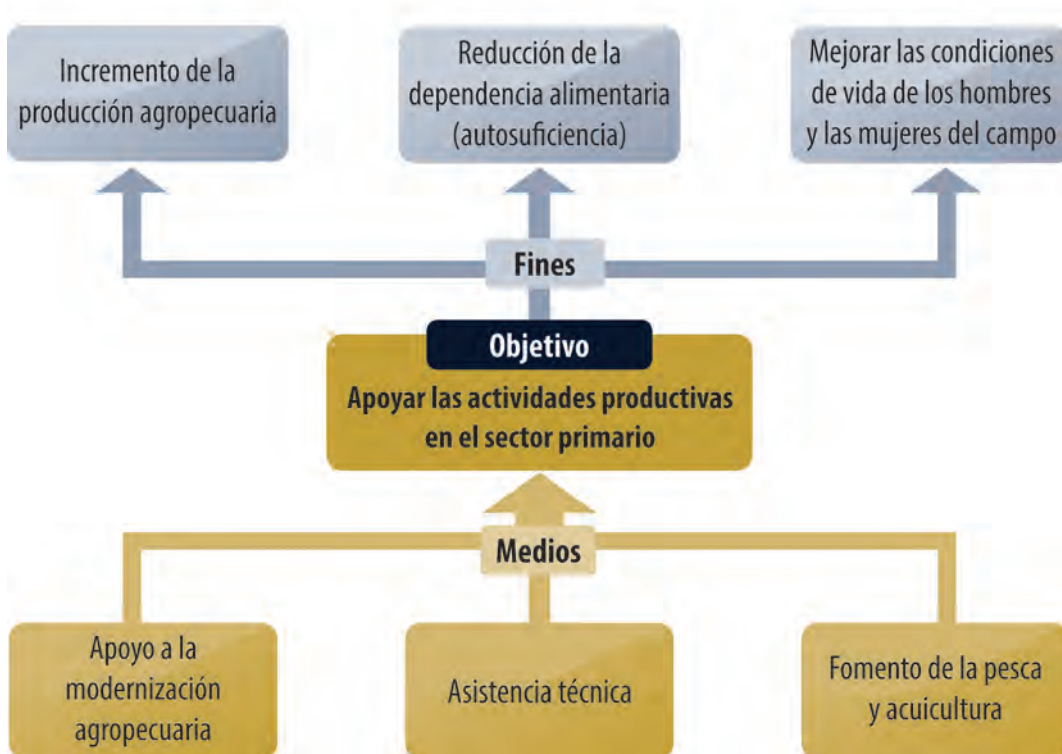 Incremento de la
producción agropecuaria
Reducción de la
dependencia alimentaria
(autosuficiencia)
Mejorar las condiciones
de vida de los hombres
y las mujeres del campo
Fines
Objetivo
Apoyar las actividades productivas
en el sector primario
Medios
Apoyo a la
modernización
agropecuaria
Asistencia técnica
Fomento de la pesca
y acuicultura